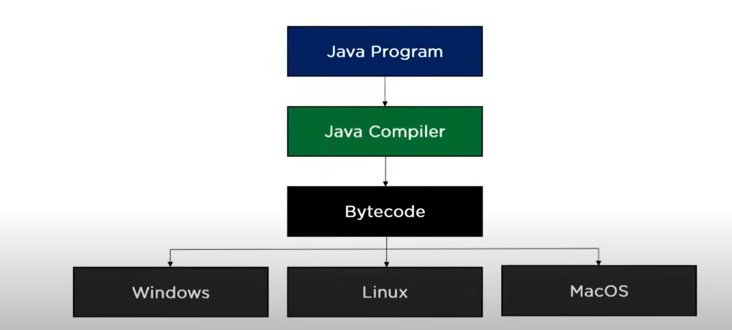 Java Program
Java Compiler
Bytecode
Windows
Linux
MacOS